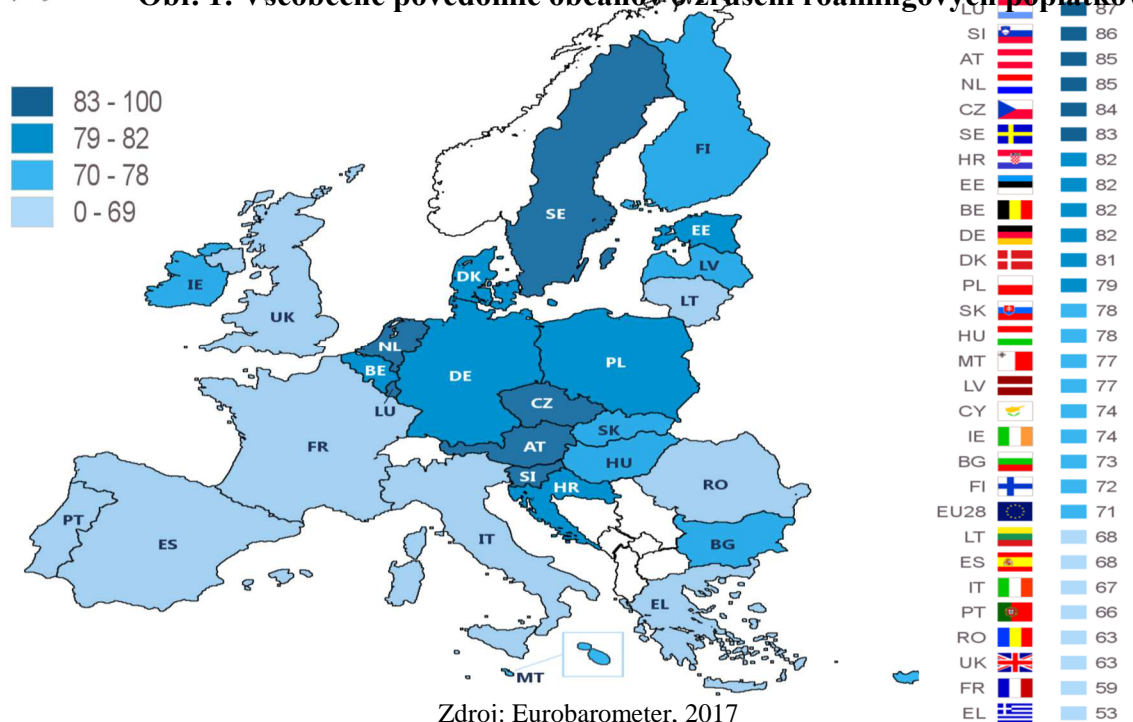 Obr. 1: Všeobecné povedomie občanov o zrušení roamingových poplatkov
83 - 100
79 - 82
70 - 78
0 - 69
FI
SE
EE
LV
LT
DK
IE
UK
NL
BE
DE
PL
LU
CZ
SK
AT
HU
SI
HR
FR
RO
PT
ES
IT
BG
EL
MT
LU 87
SI 86
AT 85
NL 85
CZ 84
SE 83
HR 82
EE 82
BE 82
DE 82
DK 81
PL 79
SK 78
HU 78
MT 77
LV 77
CY 74
IE 74
BG 73
FI 72
EU28 71
LT 68
ES 68
IT 67
PT 66
RO 63
UK 63
FR 59
EL 53
Zdroj: Eurobarometer, 2017